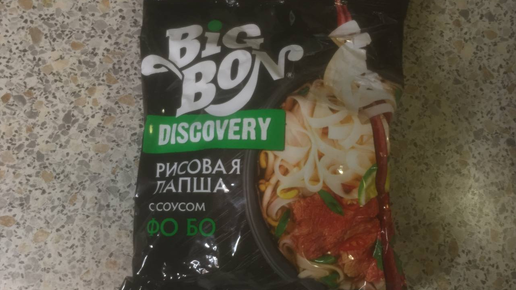 BiG
BON
DISCOVERY
РИСОВАЯ
ЛАПША
С СОУСОМ
ФО БО